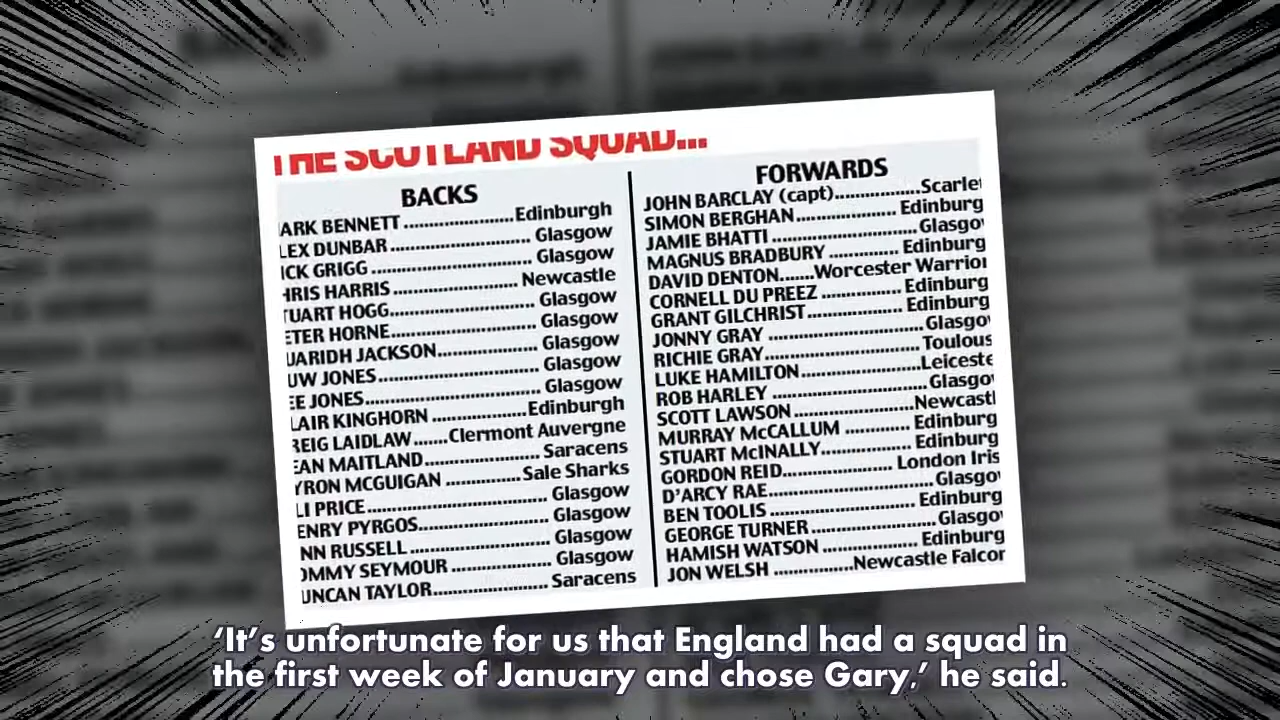 THE SCOTLAND SQUAD...
BACKS
ARK BENNETT......................Edinburgh
LEX DUNBAR............................. Glasgow
ICK GRIGG................................. Glasgow
HRIS HARRIS.......................... Newcastle
TUART HOGG............................. Glasgow
ETER HORNE.............................. Glasgow
UARIDH JACKSON..................... Glasgow
UW JONES................................. Glasgow
EE JONES.................................... Glasgow
LAIR KINGHORN....................Edinburgh
REIG LAIDLAW.......Clermont Auvergne
EAN MAITLAND........................ Saracens
YRON MCGUIGAN...............Sale Sharks
LI PRICE..................................... Glasgow
ENRY PYRGOS............................ Glasgow
NN RUSSELL.............................. Glasgow
OMMY SEYMOUR..................... Glasgow
UNCAN TAYLOR....................... Saracens
FORWARDS
JOHN BARCLAY (capt)................Scarlet
SIMON BERGHAN.................... Edinburg
JAMIE BHATTI.............................Glasgo
MAGNUS BRADBURY............... Edinburg
DAVID DENTON.......Worcester Warrior
CORNELL DU PREEZ................ Edinburg
GRANT GILCHRIST................... Edinburg
JONNY GRAY...............................Glasgo
RICHIE GRAY............................. Toulous
LUKE HAMILTON........................Leiceste
ROB HARLEY...............................Glasgo
SCOTT LAWSON........................Newcastl
MURRAY McCALLUM............... Edinburg
STUART McINALLY................... Edinburg
GORDON REID...................... London Iris
D'ARCY RAE.................................Glasgo
BEN TOOLIS.............................. Edinburg
GEORGE TURNER.........................Glasgo
HAMISH WATSON................... Edinburg
JON WELSH................Newcastle Falcor
'It's unfortunate for us that England had a squad in
the first week of January and chose Gary,' he said.